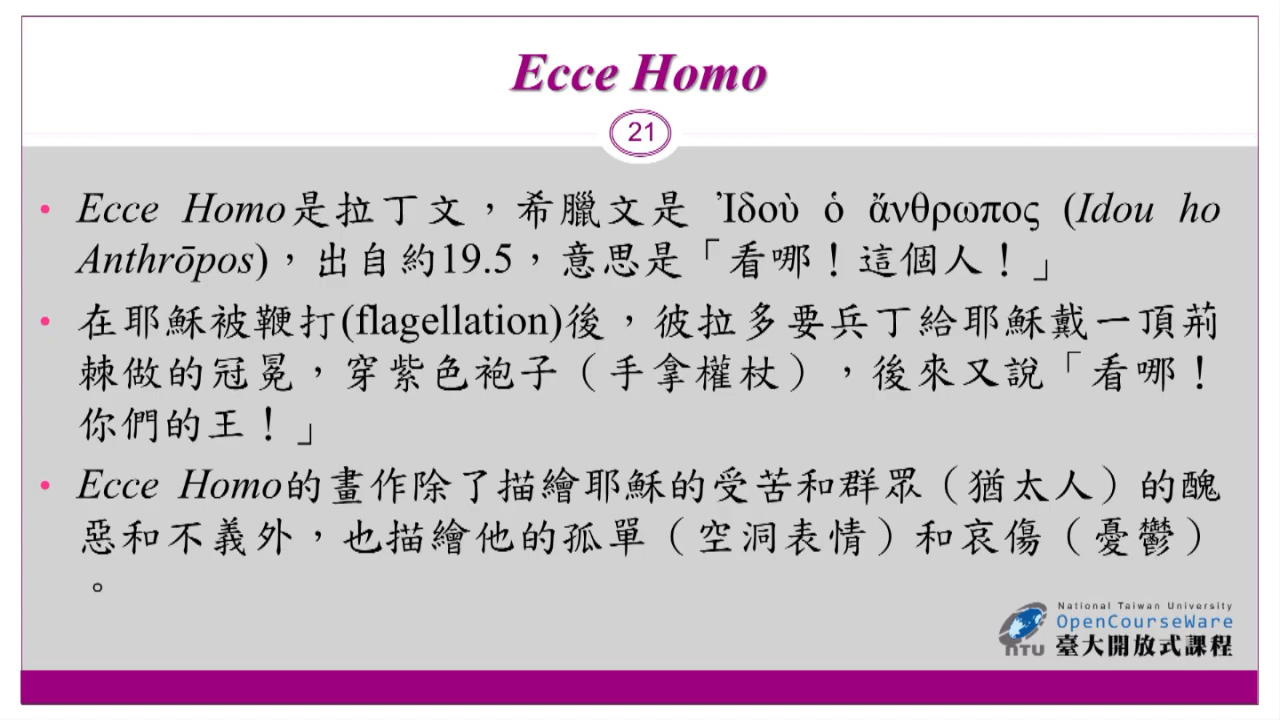 Ecce Homo
21
• Ecce Homo是拉丁文，希臘文是 Ἰδοὺ ὁ ἄνθρωπος (Idou ho
Anthrōpos)，出自約19.5，意思是「看哪！這個人！」
• 在耶穌被鞭打(flagellation)後，彼拉多要兵丁給耶穌戴一頂荊
棘做的冠冕，穿紫色袍子（手拿權杖），後來又說「看哪！
你們的王！」
• Ecce Homo的畫作除了描繪耶穌的受苦和群眾（猶太人）的醜
惡和不義外，也描繪他的孤單（空洞表情）和哀傷（憂鬱）
。
National Taiwan University
OpenCourseWare
NTU 臺大開放式課程